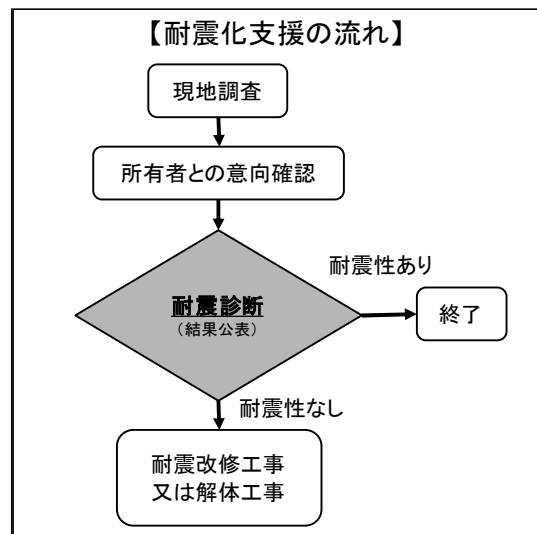 【耐震化支援の流れ】
現地調査
所有者との意向確認
耐震性あり
耐震診断
（結果公表）
終了
耐震性なし
耐震改修工事
又は解体工事